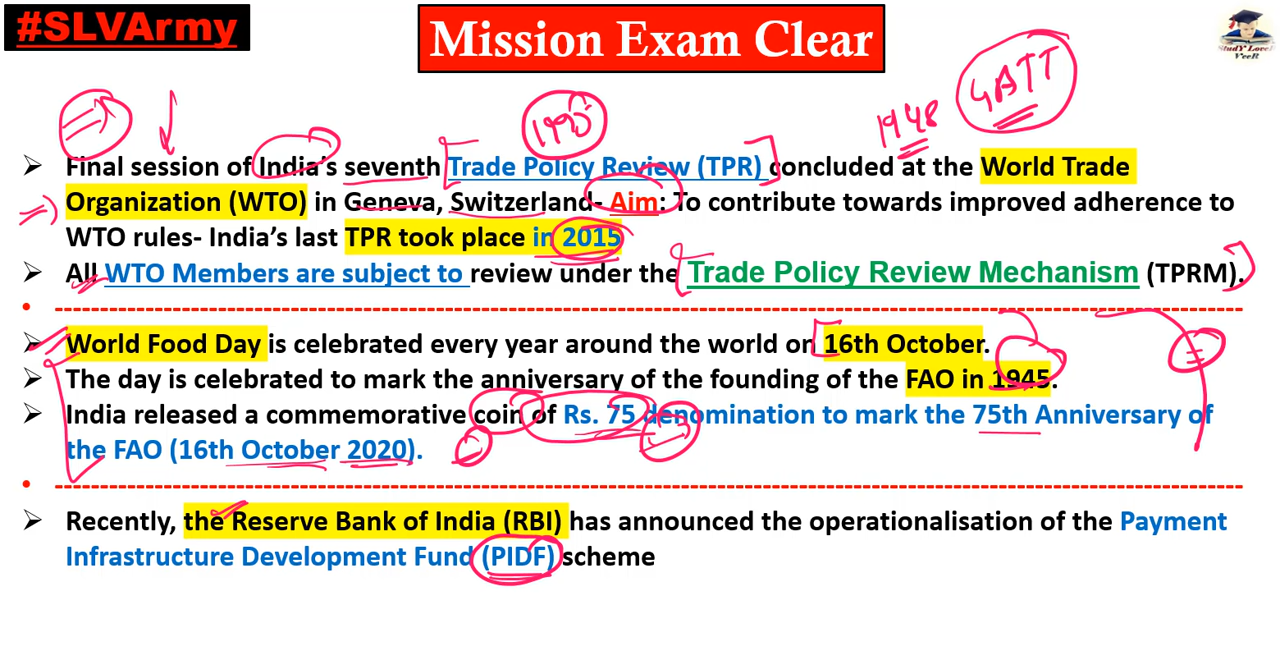 #SLVArmy
Mission Exam Clear
StudY LoveR
VeeR
GATT
1948
➢ Final session of India's seventh Trade Policy Review (TPR) concluded at the World Trade
Organization (WTO) in Geneva, Switzerland- Aim: To contribute towards improved adherence to
WTO rules- India's last TPR took place in 2015
➢ All WTO Members are subject to review under the Trade Policy Review Mechanism (TPRM).
➢ World Food Day is celebrated every year around the world on 16th October.
➢ The day is celebrated to mark the anniversary of the founding of the FAO in 1945.
➢ India released a commemorative coin of Rs. 75 denomination to mark the 75th Anniversary of
the FAO (16th October 2020).
➢ Recently, the Reserve Bank of India (RBI) has announced the operationalisation of the Payment
Infrastructure Development Fund (PIDF) scheme